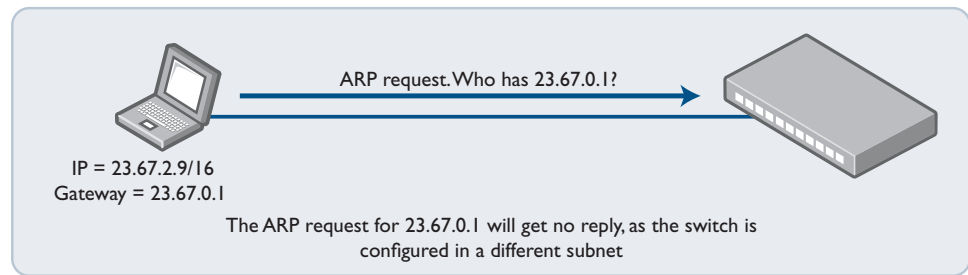 ARP request. Who has 23.67.0.1?
IP = 23.67.2.9/16
Gateway = 23.67.0.1
The ARP request for 23.67.0.1 will get no reply, as the switch is
configured in a different subnet